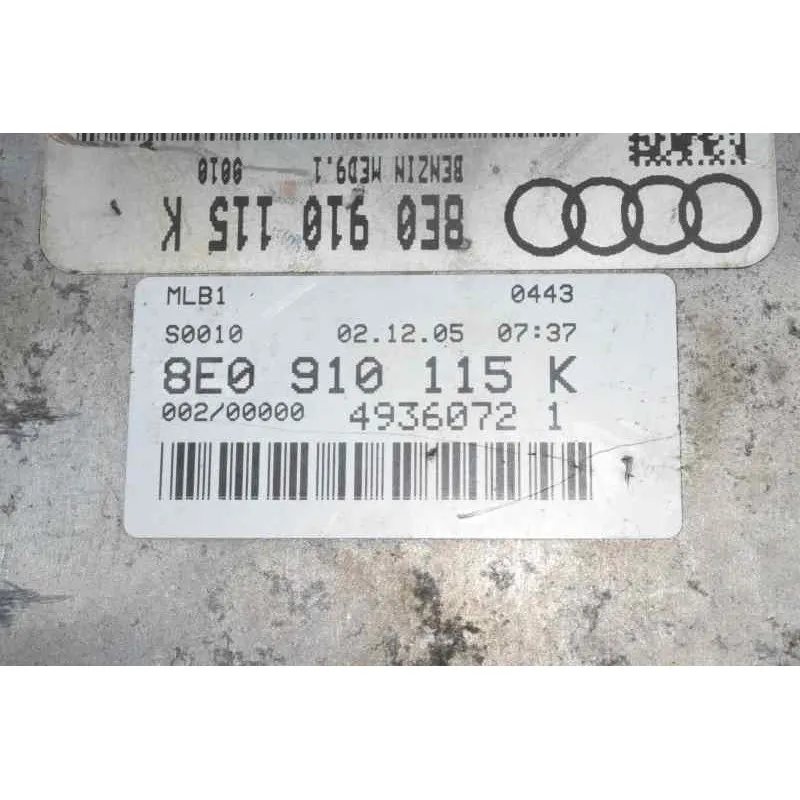 8E0 910 115 K
BENZIN MED9.1
0010
MLB1 0443
S0010 02.12.05 07:37
8E0 910 115 K
002/00000 4936072 1